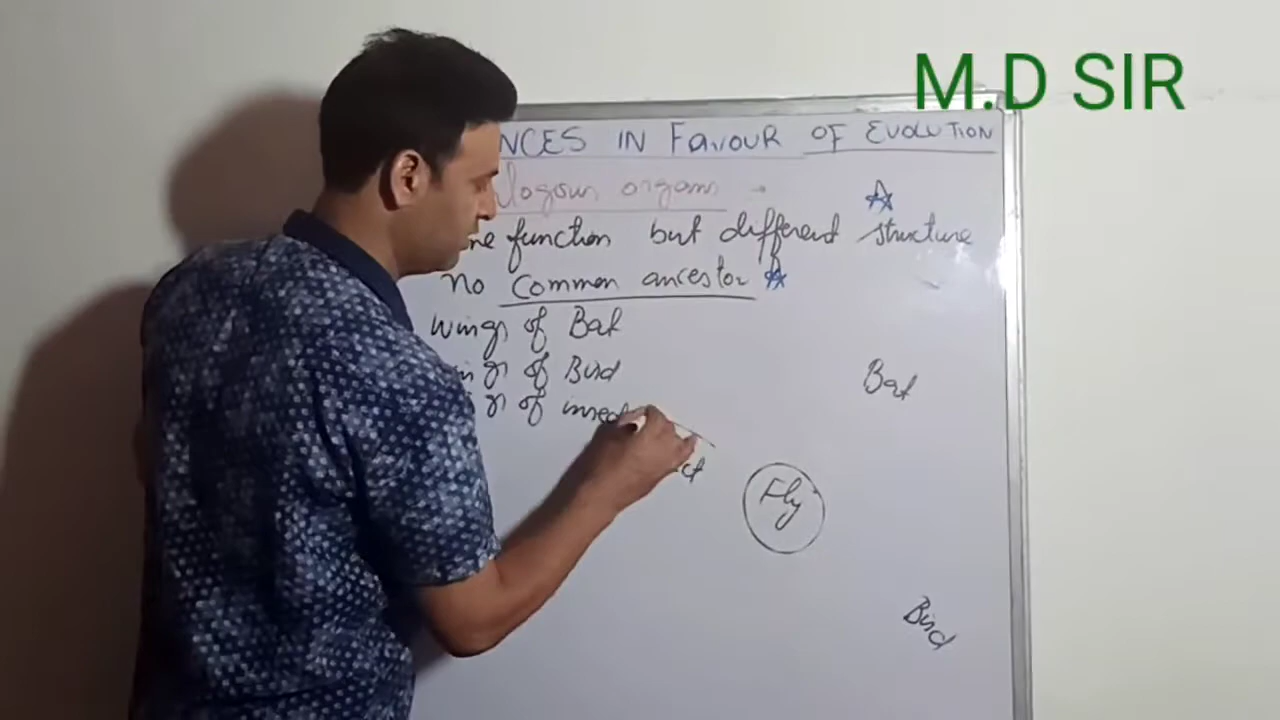 M.D SIR
NCES IN FAVOUR OF EVOLUTION
logous organs
me function but different structure
no common ancestor
wings of Bat
of Bird
of insect
Bat
Fly
Bird